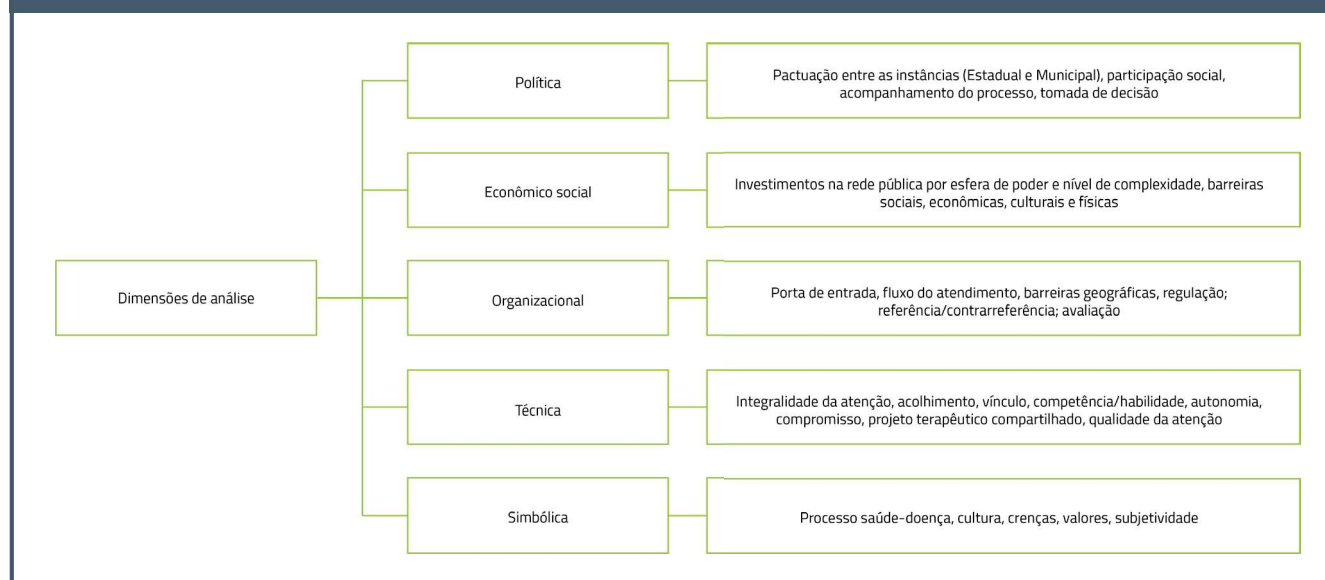 Política
Pactuação entre as instâncias (Estadual e Municipal), participação social,
acompanhamento do processo, tomada de decisão
Econômico social
Investimentos na rede pública por esfera de poder e nível de complexidade, barreiras
sociais, econômicas, culturais e físicas
Dimensões de análise
Organizacional
Porta de entrada, fluxo do atendimento, barreiras geográficas, regulação;
referência/contrarreferência; avaliação
Técnica
Integralidade da atenção, acolhimento, vínculo, competência/habilidade, autonomia,
compromisso, projeto terapêutico compartilhado, qualidade da atenção
Simbólica
Processo saúde-doença, cultura, crenças, valores, subjetividade